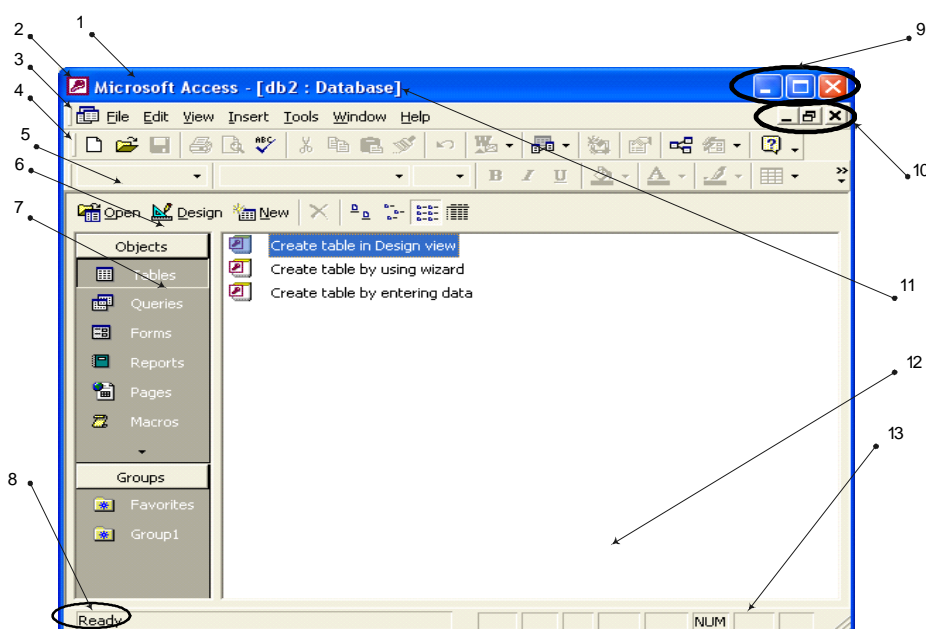 1
2
9
3
Microsoft Access - [db2 : Database]
4
File Edit View Insert Tools Window Help
ABC
5
B I U
10
6
Open Design New
7
Objects
Create table in Design view
Tables
Create table by using wizard
11
Queries
Create table by entering data
Forms
Reports
12
Pages
Macros
13
Groups
8
Favorites
Group1
Ready
NUM